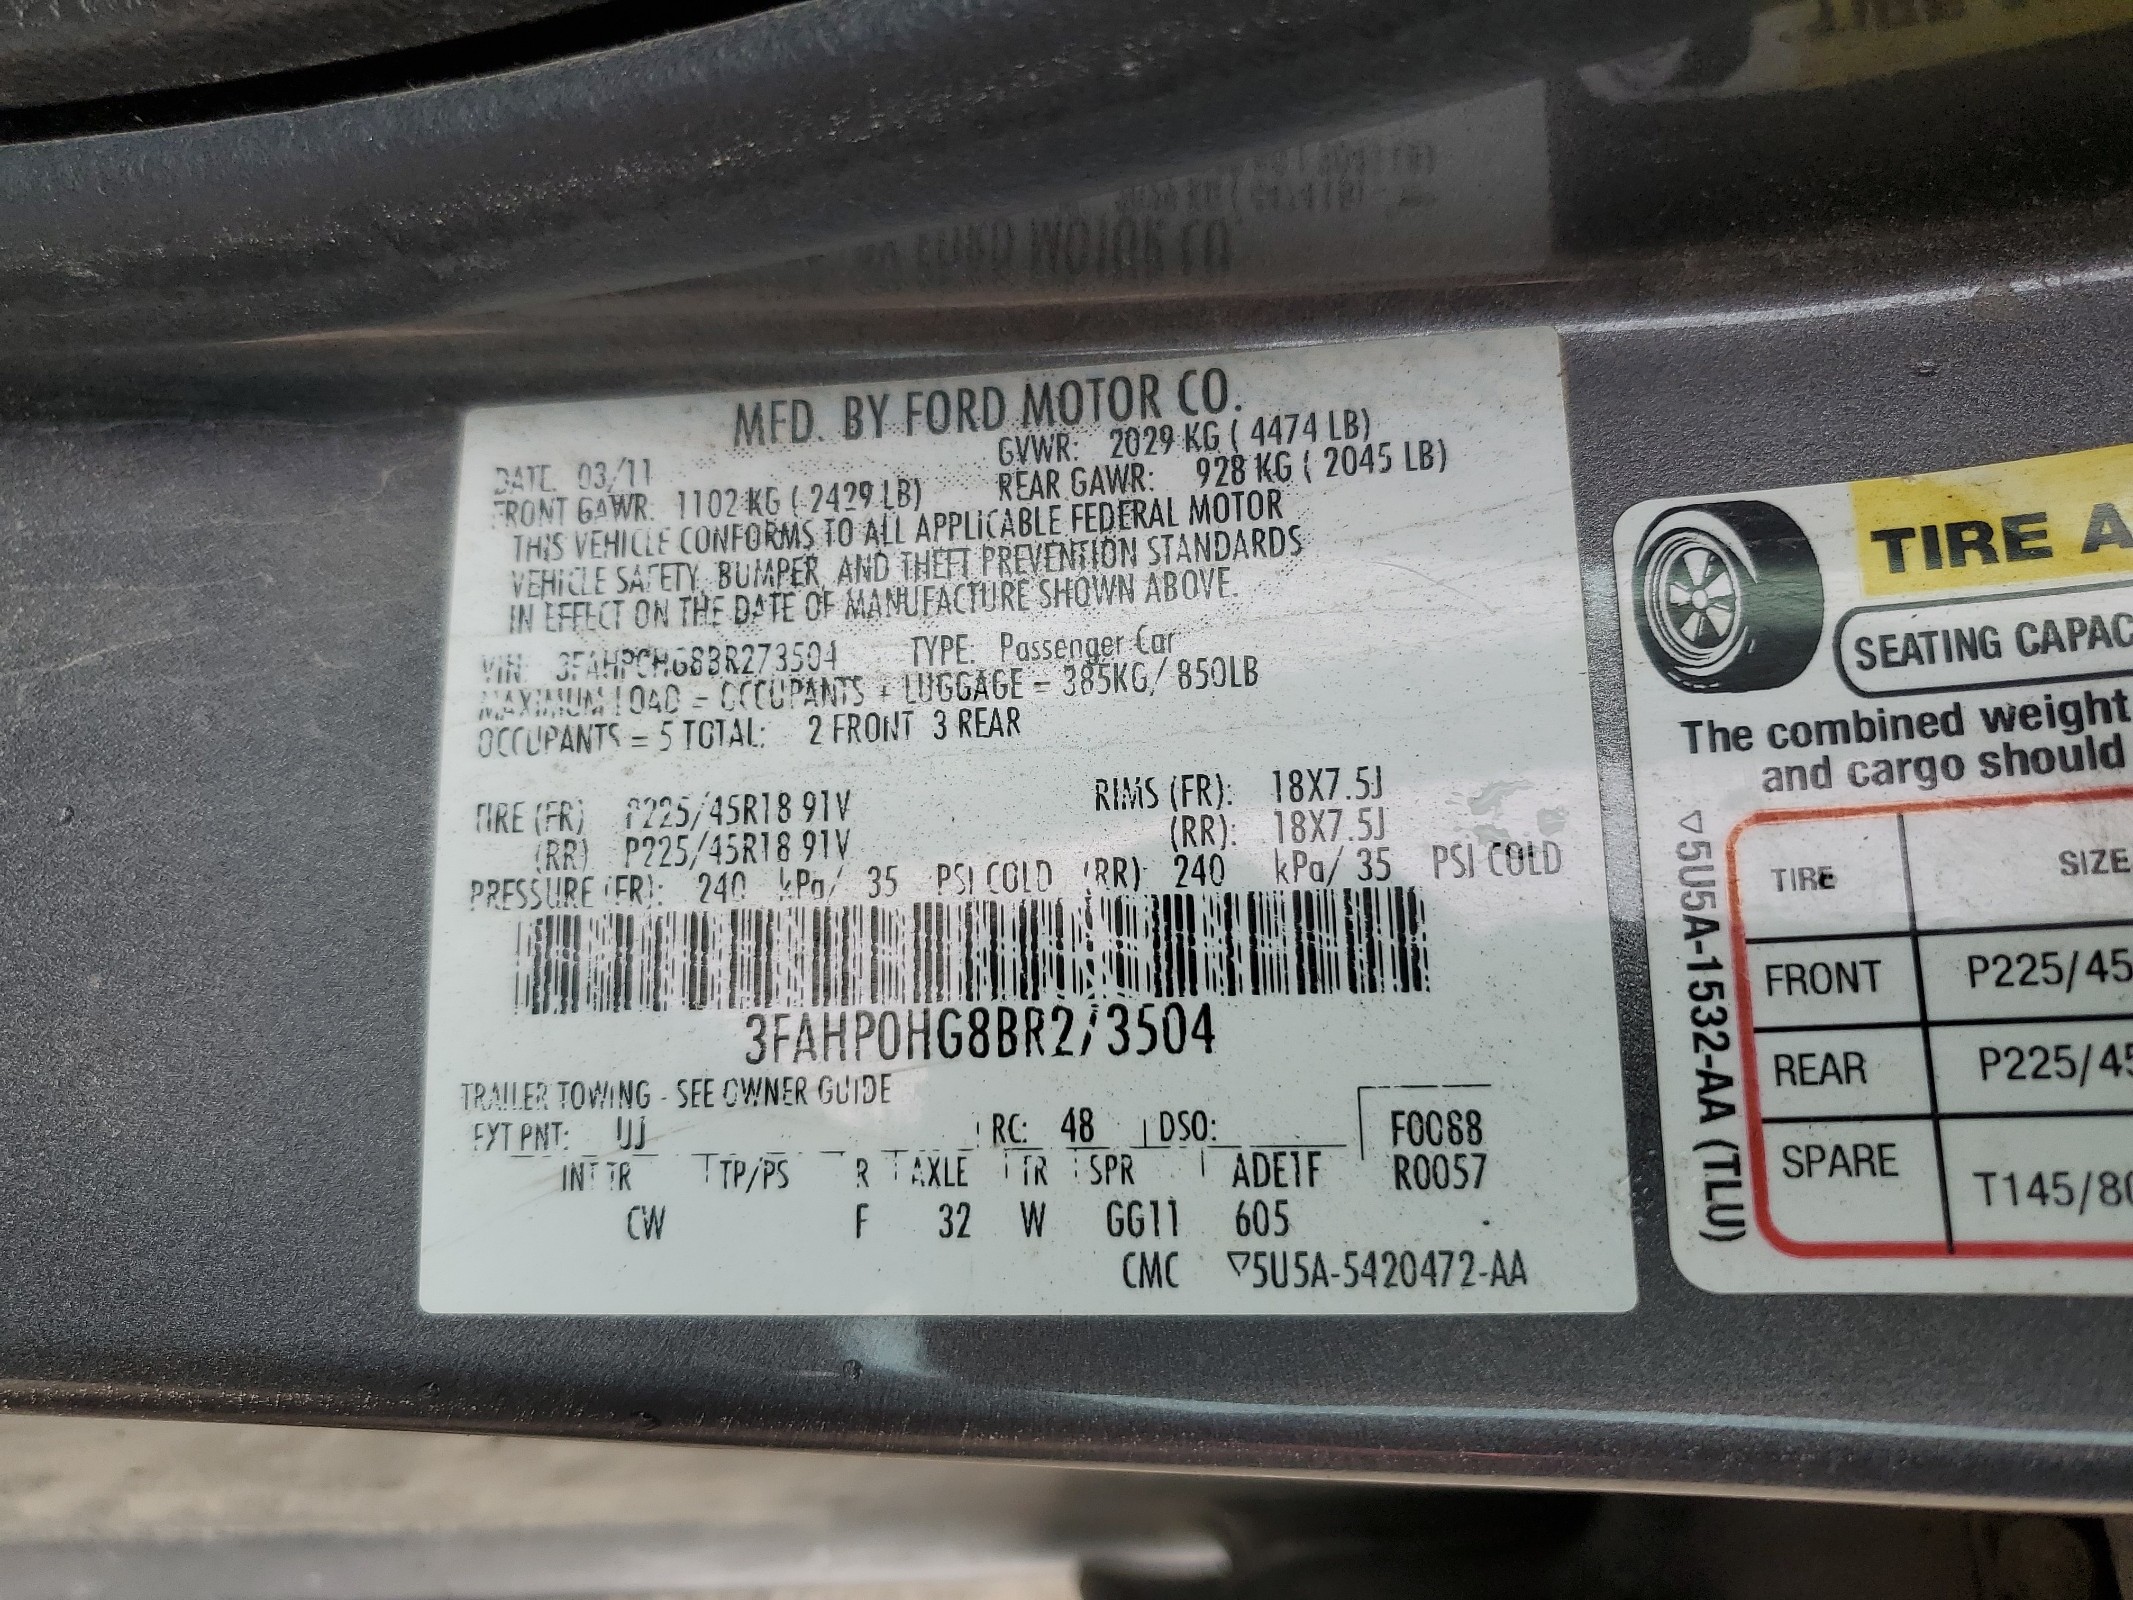 MFD. BY FORD MOTOR CO.
DATE: 03/11 GVWR: 2029 KG ( 4474 LB)
FRONT GAWR: 1102 KG ( 2429 LB) REAR GAWR: 928 KG ( 2045 LB)
THIS VEHICLE CONFORMS TO ALL APPLICABLE FEDERAL MOTOR
VEHICLE SAFETY, BUMPER, AND THEFT PREVENTION STANDARDS
IN EFFECT ON THE DATE OF MANUFACTURE SHOWN ABOVE.
VIN: 3FAHP0HG8BR273504 TYPE: Passenger Car
MAXIMUM LOAD = OCCUPANTS + LUGGAGE = 385KG/ 850LB
OCCUPANTS = 5 TOTAL: 2 FRONT 3 REAR
TIRE (FR) P225/45R18 91V RIMS (FR): 18X7.5J
(RR) P225/45R18 91V (RR): 18X7.5J
PRESSURE (FR): 240 kPa/ 35 PSI COLD (RR): 240 kPa/ 35 PSI COLD
3FAHP0HG8BR273504
TRAILER TOWING - SEE OWNER GUIDE
EXT PNT: UJ RC: 48 DSO: F0068
INT TR TP/PS R AXLE TR SPR ADE1F R0057
CW F 32 W GG11 605
CMC ▽5U5A-5420472-AA
TIRE A
SEATING CAPAC
The combined weight
and cargo should
TIRE SIZE
FRONT P225/45
REAR P225/45
SPARE T145/80
▽5U5A-1532-AA (TLU)